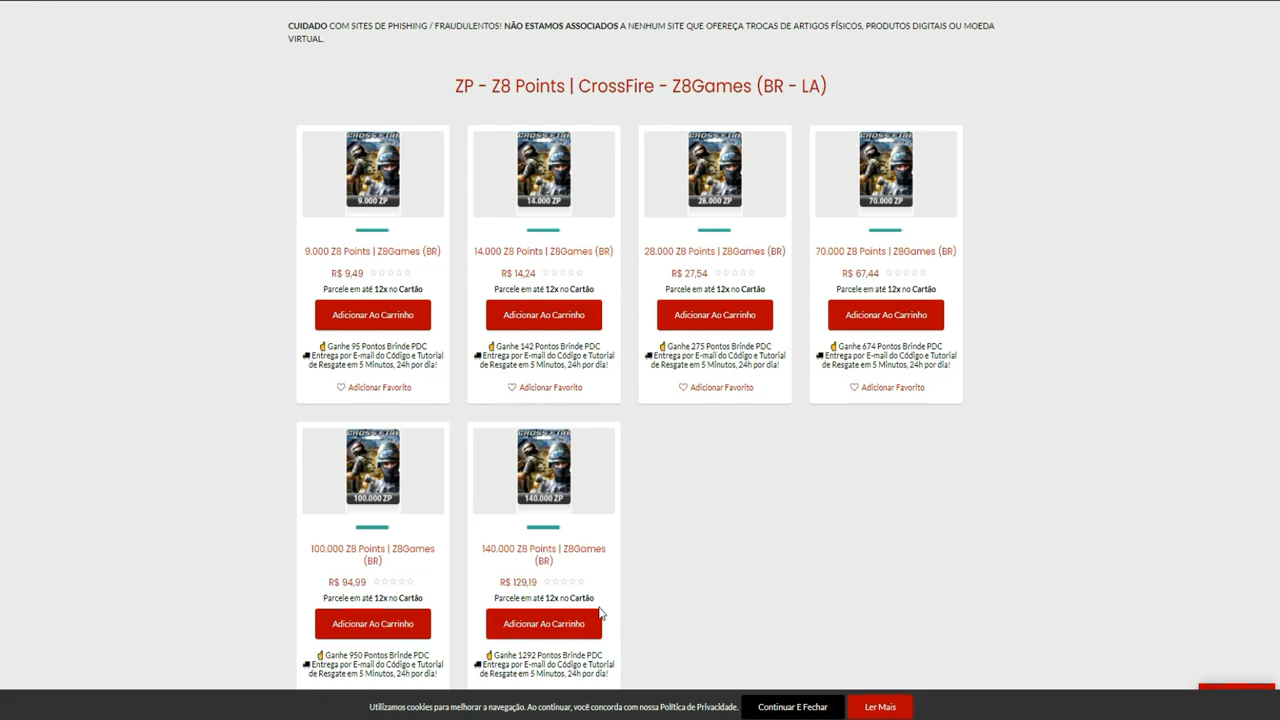 CUIDADO COM SITES DE PHISHING / FRAUDULENTOS! NÃO ESTAMOS ASSOCIADOS A NENHUM SITE QUE OFEREÇA TROCAS DE ARTIGOS FÍSICOS, PRODUTOS DIGITAIS OU MOEDA
VIRTUAL.
ZP - Z8 Points | CrossFire - Z8Games (BR - LA)
CROSSFIRE
9.000 ZP
9.000 Z8 Points | Z8Games (BR)
R$ 9,49
Parcele em até 12x no Cartão
Adicionar Ao Carrinho
Ganhe 95 Pontos Brinde PDC
Entrega por E-mail do Código e Tutorial
de Resgate em 5 Minutos, 24h por dia!
Adicionar Favorito
CROSSFIRE
14.000 ZP
14.000 Z8 Points | Z8Games (BR)
R$ 14,24
Parcele em até 12x no Cartão
Adicionar Ao Carrinho
Ganhe 142 Pontos Brinde PDC
Entrega por E-mail do Código e Tutorial
de Resgate em 5 Minutos, 24h por dia!
Adicionar Favorito
CROSSFIRE
28.000 ZP
28.000 Z8 Points | Z8Games (BR)
R$ 27,54
Parcele em até 12x no Cartão
Adicionar Ao Carrinho
Ganhe 275 Pontos Brinde PDC
Entrega por E-mail do Código e Tutorial
de Resgate em 5 Minutos, 24h por dia!
Adicionar Favorito
CROSSFIRE
70.000 ZP
70.000 Z8 Points | Z8Games (BR)
R$ 67,44
Parcele em até 12x no Cartão
Adicionar Ao Carrinho
Ganhe 674 Pontos Brinde PDC
Entrega por E-mail do Código e Tutorial
de Resgate em 5 Minutos, 24h por dia!
Adicionar Favorito
CROSSFIRE
100.000 ZP
100.000 Z8 Points | Z8Games
(BR)
R$ 94,99
Parcele em até 12x no Cartão
Adicionar Ao Carrinho
Ganhe 950 Pontos Brinde PDC
Entrega por E-mail do Código e Tutorial
de Resgate em 5 Minutos, 24h por dia!
CROSSFIRE
140.000 ZP
140.000 Z8 Points | Z8Games
(BR)
R$ 129,19
Parcele em até 12x no Cartão
Adicionar Ao Carrinho
Ganhe 1292 Pontos Brinde PDC
Entrega por E-mail do Código e Tutorial
de Resgate em 5 Minutos, 24h por dia!
Utilizamos cookies para melhorar a navegação. Ao continuar, você concorda com nossa Política de Privacidade.
Continuar E Fechar
Ler Mais